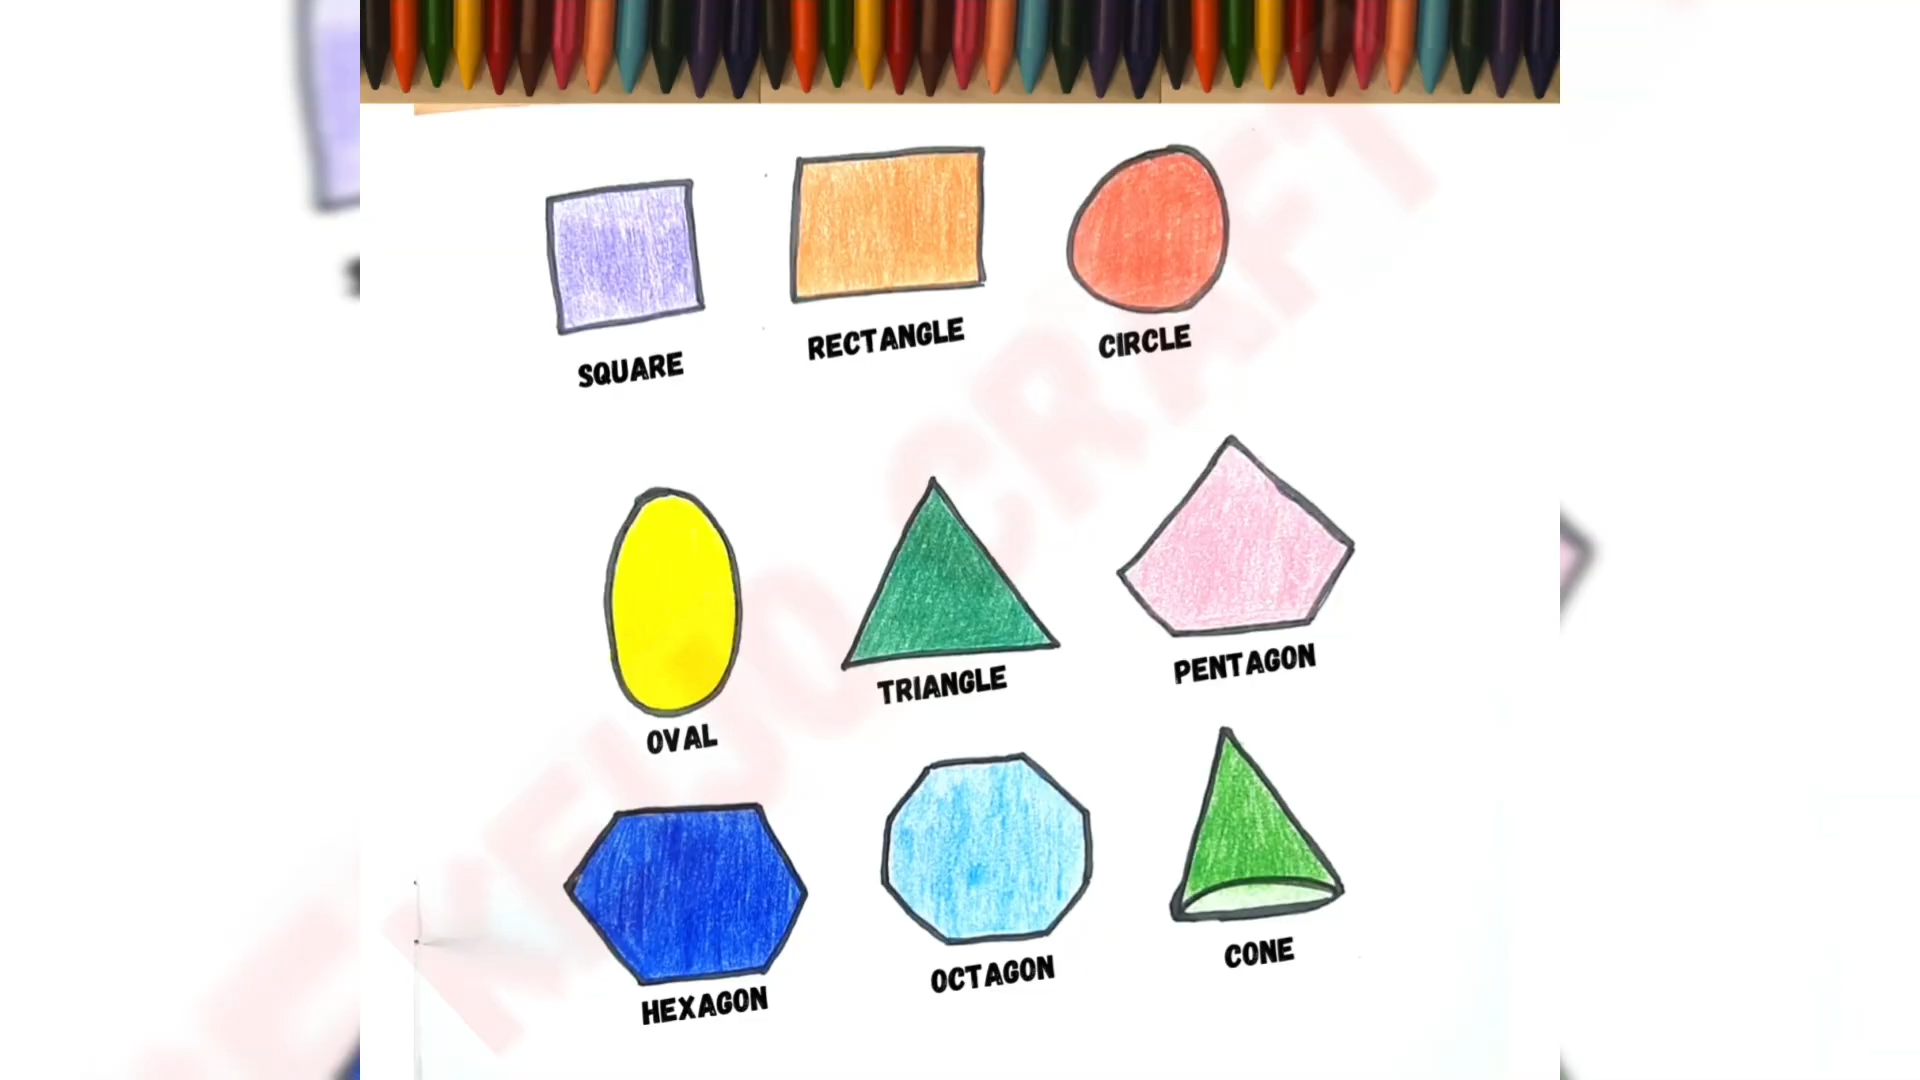 SQUARE
RECTANGLE
CIRCLE
OVAL
TRIANGLE
PENTAGON
HEXAGON
OCTAGON
CONE